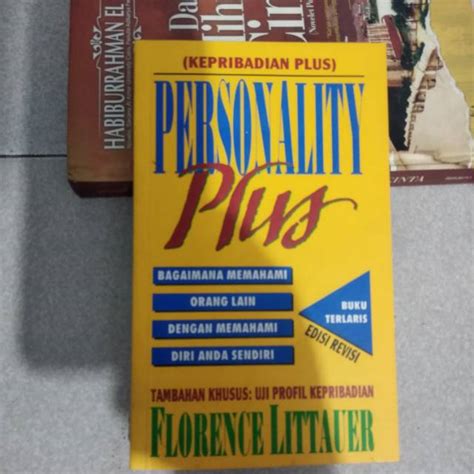 HABIBURRAHMAN EL
(KEPRIBADIAN PLUS)
PERSONALITY
Plus
BAGAIMANA MEMAHAMI
ORANG LAIN
DENGAN MEMAHAMI
DIRI ANDA SENDIRI
BUKU
TERLARIS
EDISI REVISI
TAMBAHAN KHUSUS: UJI PROFIL KEPRIBADIAN
FLORENCE LITTAUER